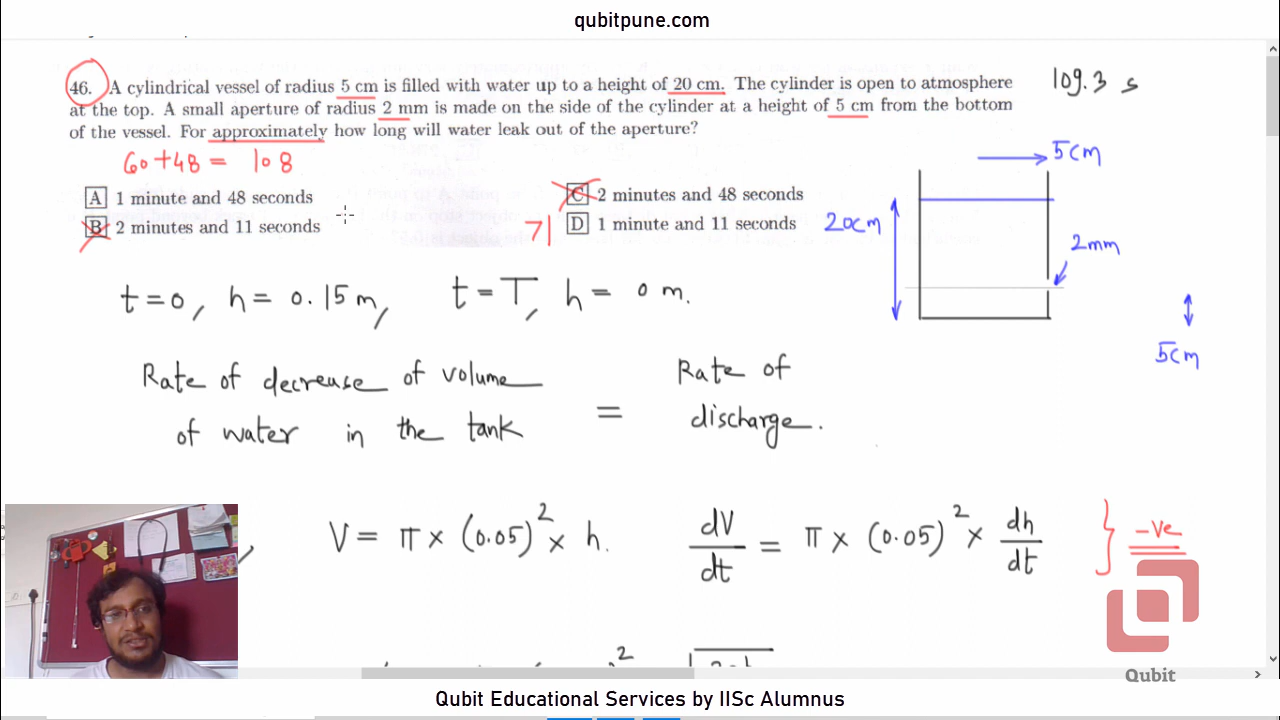 qubitpune.com
46. A cylindrical vessel of radius 5 cm is filled with water up to a height of 20 cm. The cylinder is open to atmosphere
at the top. A small aperture of radius 2 mm is made on the side of the cylinder at a height of 5 cm from the bottom
of the vessel. For approximately how long will water leak out of the aperture?
109.3 s
60+48 = 108
A 1 minute and 48 seconds
B 2 minutes and 11 seconds
C 2 minutes and 48 seconds
71 D 1 minute and 11 seconds
5cm
20cm
2mm
5cm
t=0, h= 0.15 m, t=T, h= 0 m.
Rate of decrease of volume
of water in the tank
=
Rate of
discharge.
V= π × (0.05)² × h. dV/dt = π × (0.05)² × dh/dt } -ve
Qubit
Qubit Educational Services by IISc Alumnus